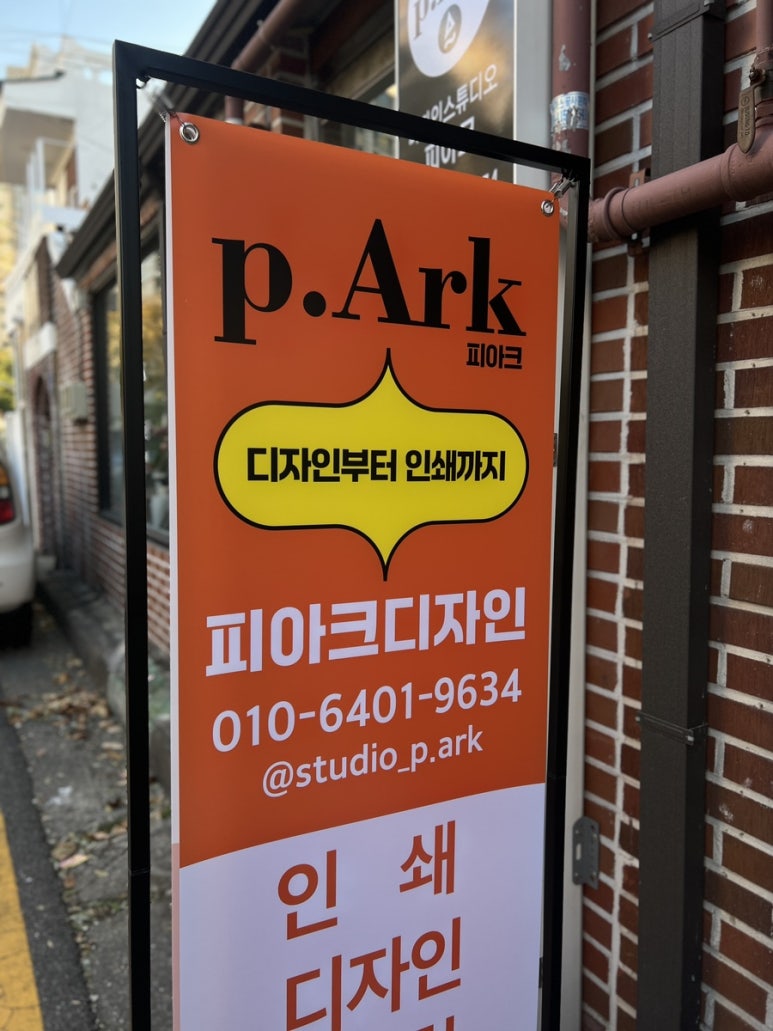 p.Ark
피아크
디자인부터 인쇄까지
피아크디자인
010-6401-9634
@studio_p.ark
인 쇄
디자인